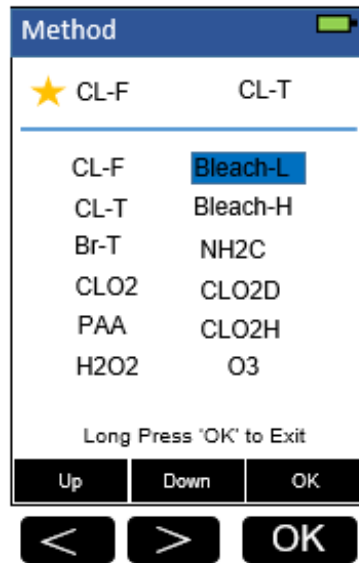 Method
CL-F CL-T
CL-F Bleach-L
CL-T Bleach-H
Br-T NH2C
CLO2 CLO2D
PAA CLO2H
H2O2 O3
Long Press 'OK' to Exit
Up Down OK
< > OK